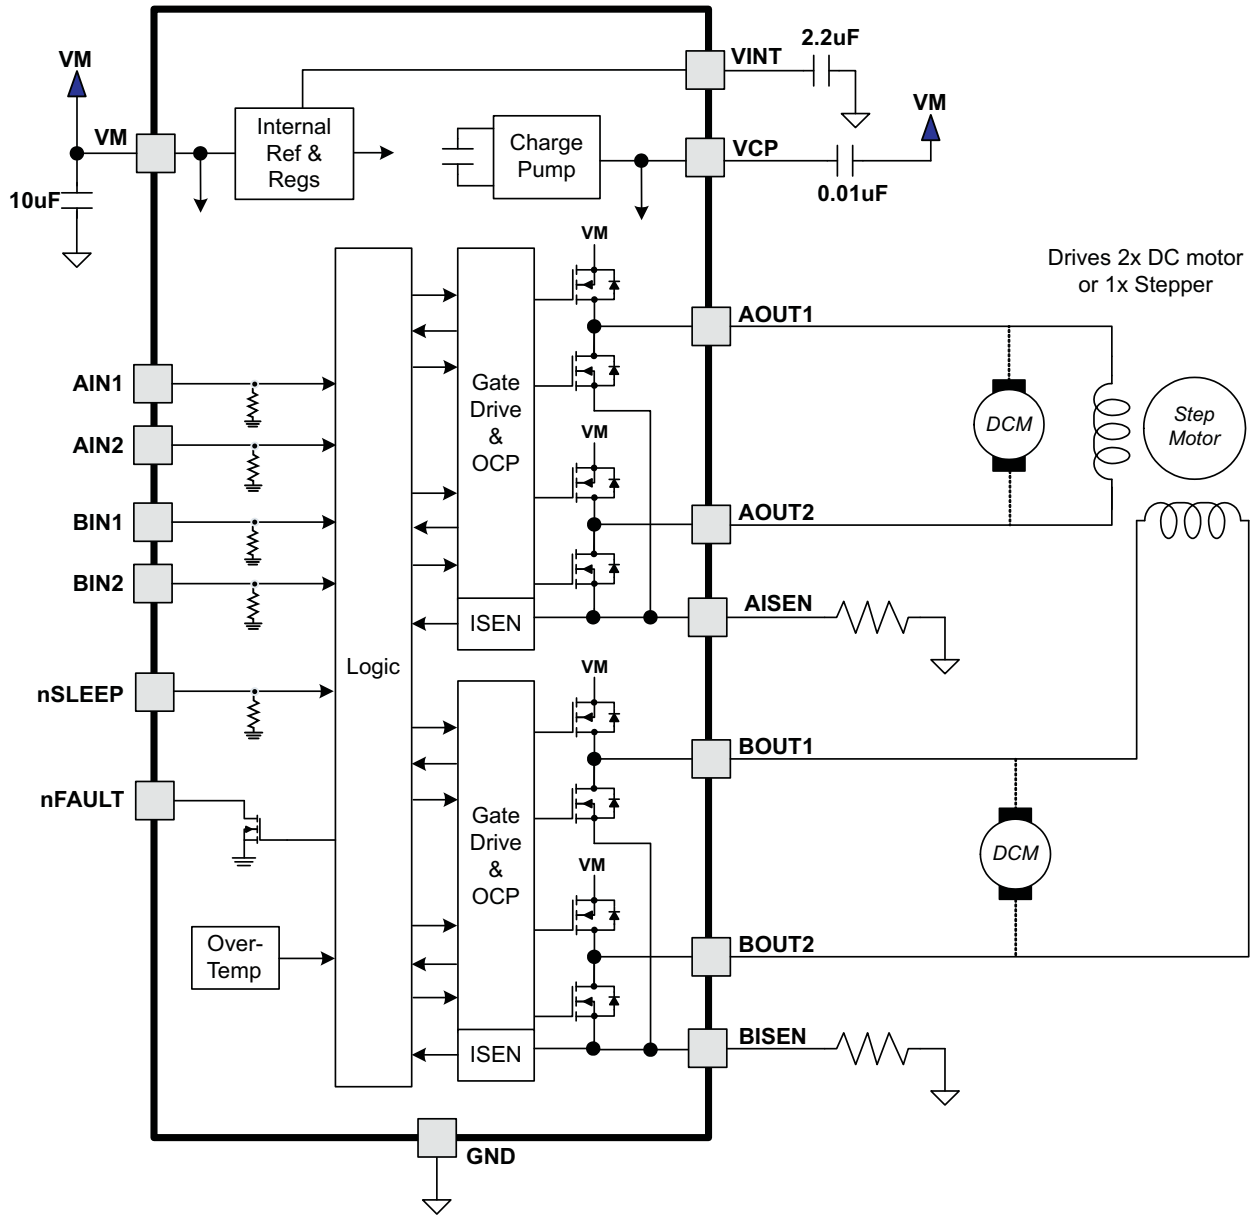 2.2uF
VINT
VM
VM
Internal
Ref &
Regs
Charge
Pump
VCP
VM
0.01uF
10uF
VM
Drives 2x DC motor
or 1x Stepper
AOUT1
AIN1
Gate
Drive
&
OCP
DCM
Step
Motor
AIN2
VM
AOUT2
BIN1
BIN2
ISEN
AISEN
Logic
VM
nSLEEP
BOUT1
nFAULT
Gate
Drive
&
OCP
DCM
VM
Over-
Temp
BOUT2
ISEN
BISEN
GND